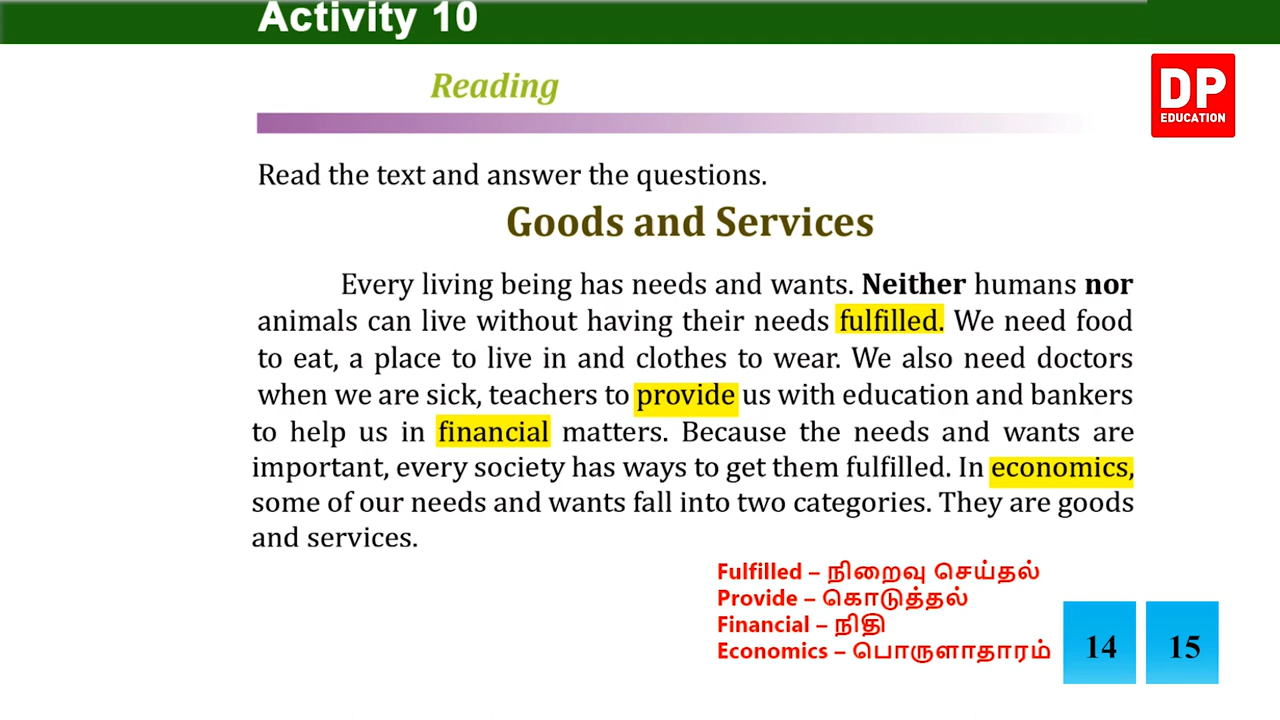 Activity 10
Reading
DP
EDUCATION
Read the text and answer the questions.
Goods and Services
Every living being has needs and wants. Neither humans nor
animals can live without having their needs fulfilled. We need food
to eat, a place to live in and clothes to wear. We also need doctors
when we are sick, teachers to provide us with education and bankers
to help us in financial matters. Because the needs and wants are
important, every society has ways to get them fulfilled. In economics,
some of our needs and wants fall into two categories. They are goods
and services.
Fulfilled – நிறைவு செய்தல்
Provide – கொடுத்தல்
Financial – நிதி
Economics – பொருளாதாரம்
14 15